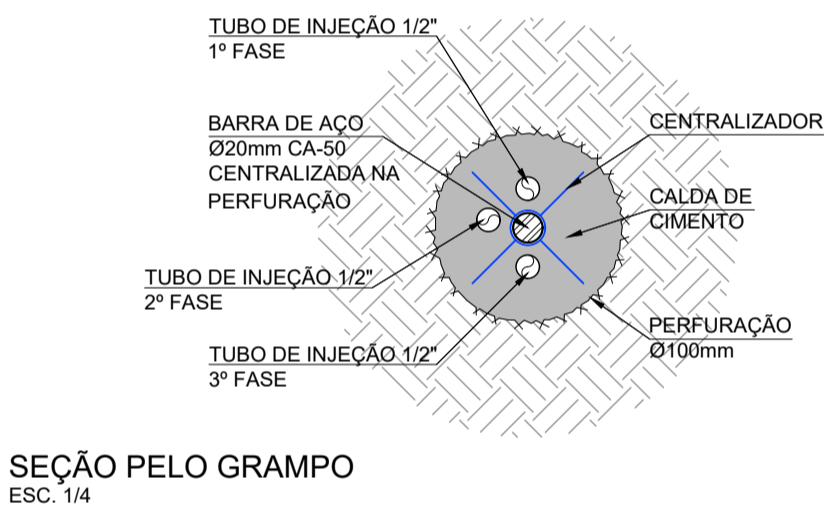 TUBO DE INJEÇÃO 1/2"
1º FASE
BARRA DE AÇO
Ø20mm CA-50
CENTRALIZADA NA
PERFURAÇÃO
TUBO DE INJEÇÃO 1/2"
2º FASE
TUBO DE INJEÇÃO 1/2"
3º FASE
CENTRALIZADOR
CALDA DE
CIMENTO
PERFURAÇÃO
Ø100mm
SEÇÃO PELO GRAMPO
ESC. 1/4